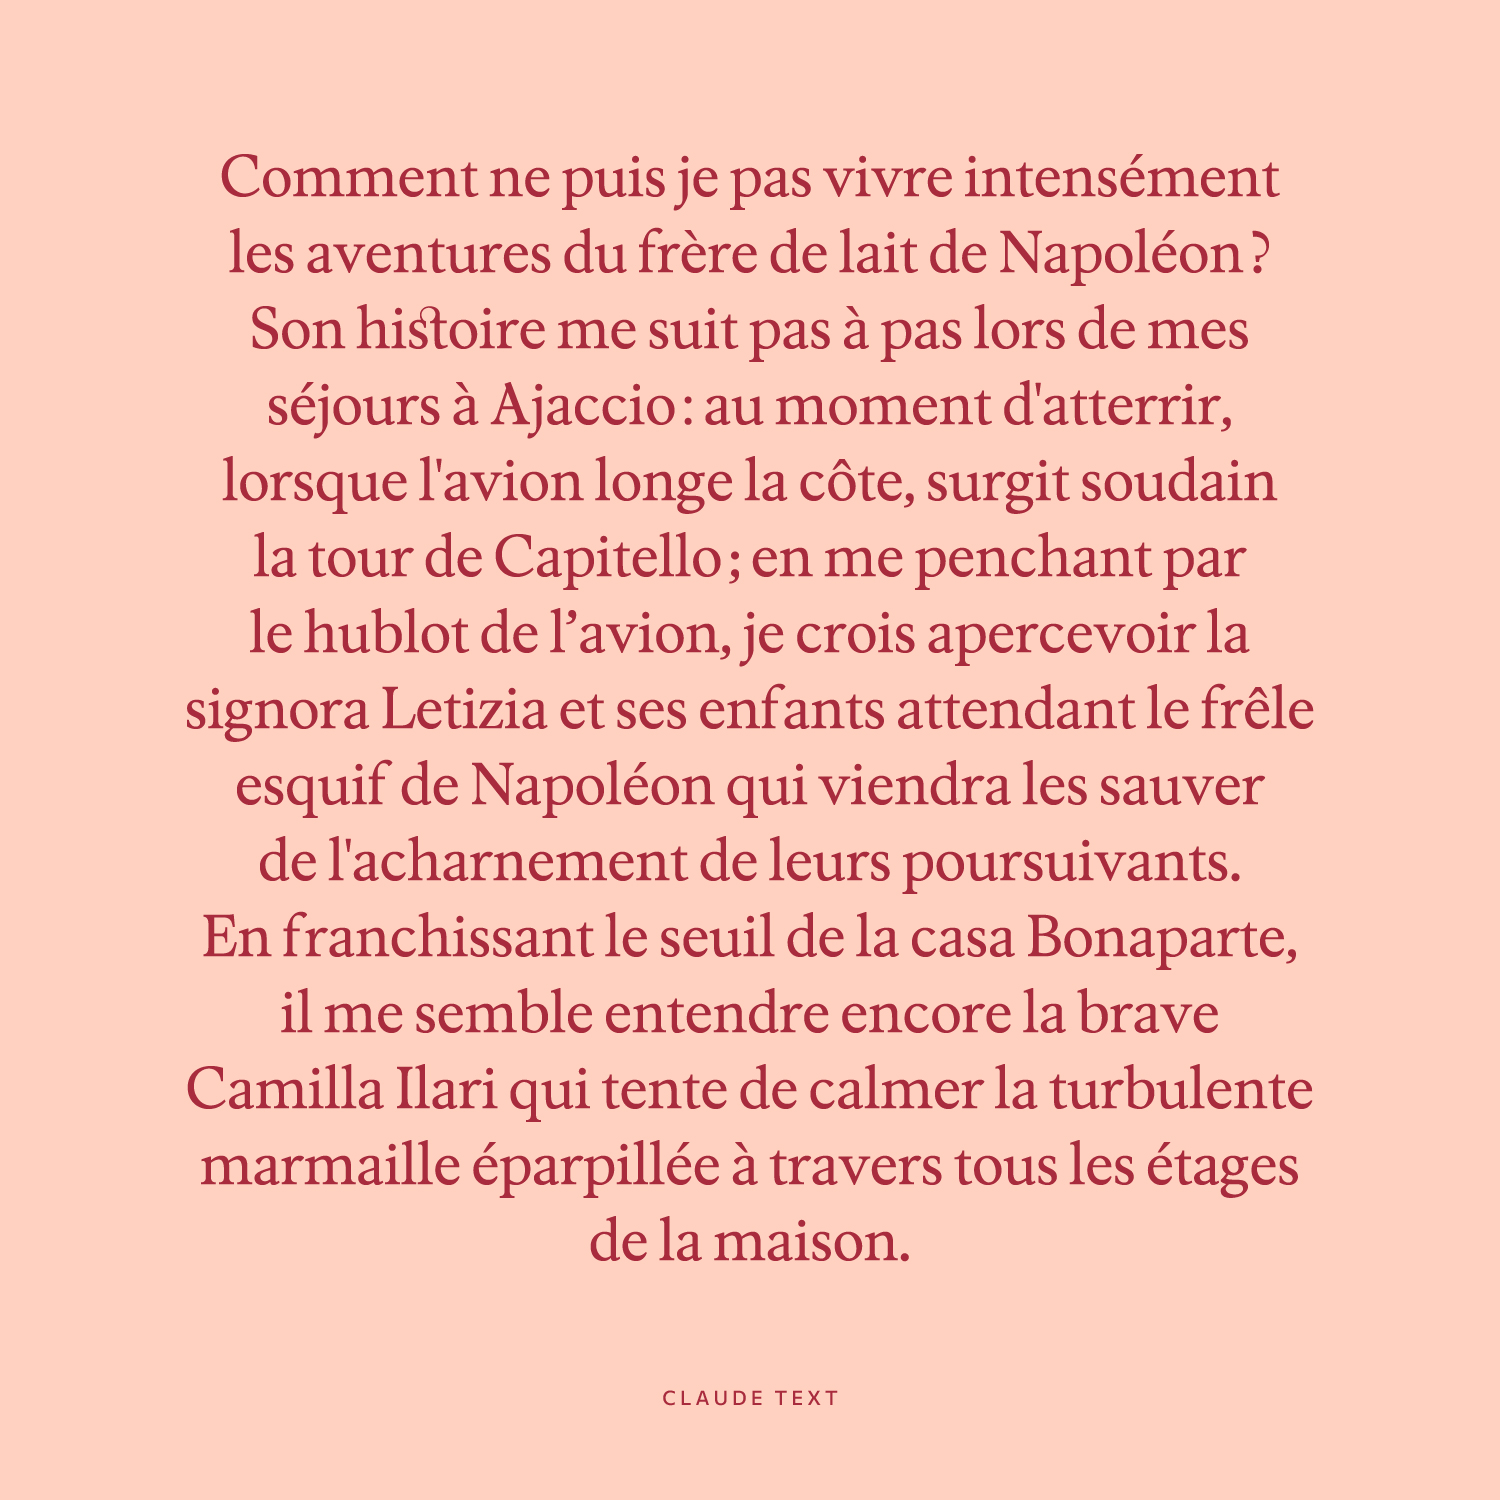 Comment ne puis je pas vivre intensément
les aventures du frère de lait de Napoléon ?
Son histoire me suit pas à pas lors de mes
séjours à Ajaccio : au moment d'atterrir,
lorsque l'avion longe la côte, surgit soudain
la tour de Capitello ; en me penchant par
le hublot de l’avion, je crois apercevoir la
signora Letizia et ses enfants attendant le frêle
esquif de Napoléon qui viendra les sauver
de l'acharnement de leurs poursuivants.
En franchissant le seuil de la casa Bonaparte,
il me semble entendre encore la brave
Camilla Ilari qui tente de calmer la turbulente
marmaille éparpillée à travers tous les étages
de la maison.
CLAUDE TEXT